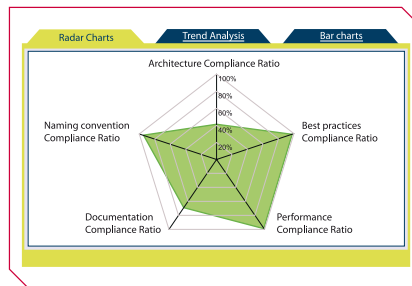 Radar Charts
Trend Analysis
Bar charts
Architecture Compliance Ratio
100%
80%
60%
40%
20%
Naming convention
Compliance Ratio
Best practices
Compliance Ratio
Documentation
Compliance Ratio
Performance
Compliance Ratio